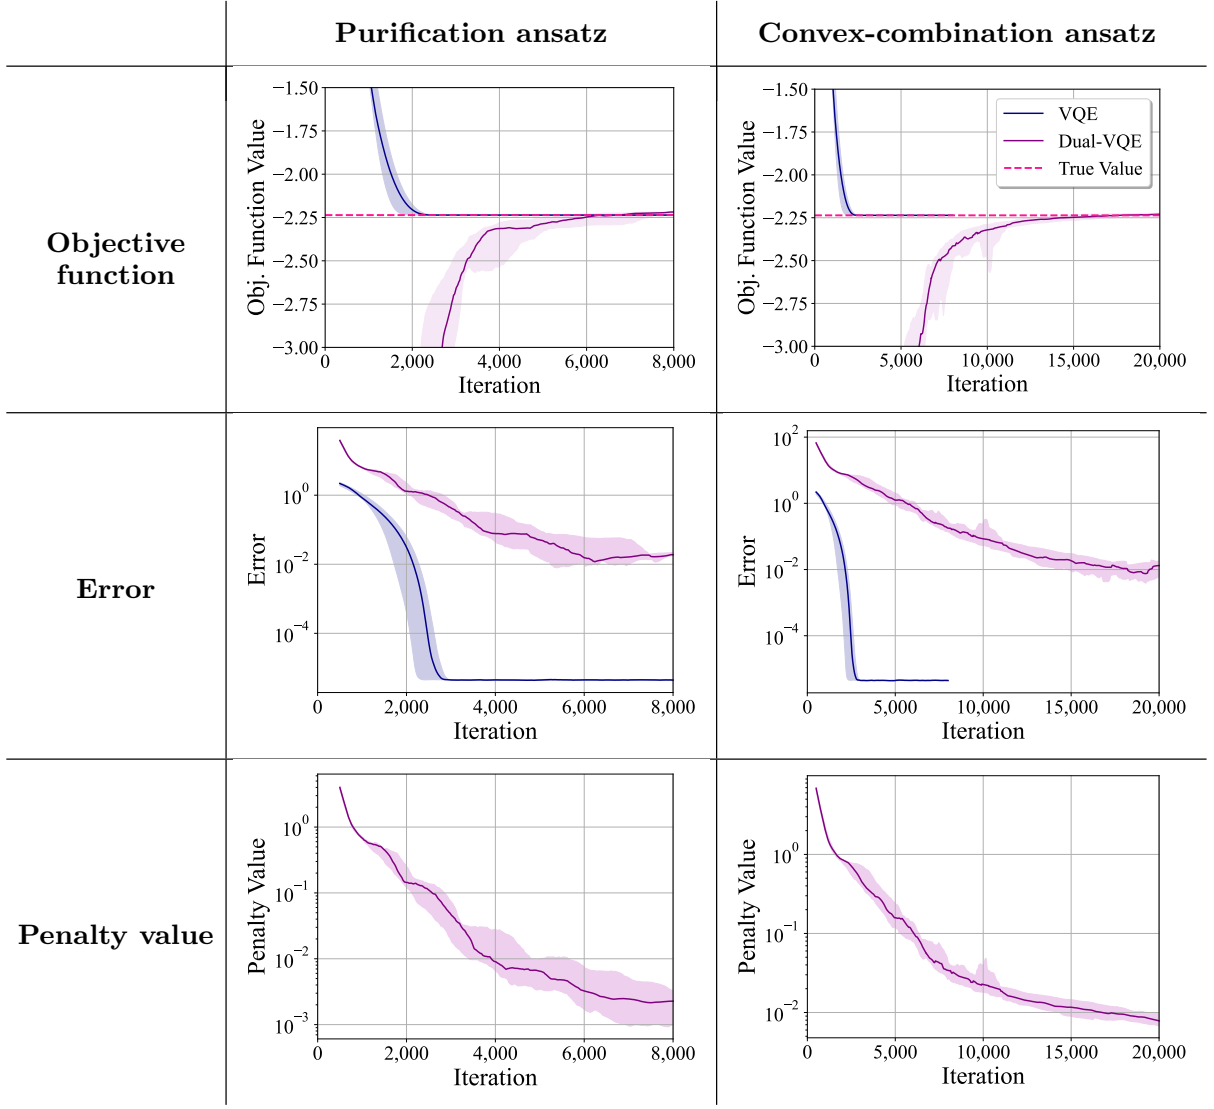 Purification ansatz
Convex-combination ansatz
Objective
function
Obj. Function Value
−1.50
−1.75
−2.00
−2.25
−2.50
−2.75
−3.00
0
2,000
4,000
6,000
8,000
Iteration
Obj. Function Value
−1.50
−1.75
−2.00
−2.25
−2.50
−2.75
−3.00
0
5,000
10,000
15,000
20,000
Iteration
VQE
Dual-VQE
True Value
Error
Error
10^0
10^−2
10^−4
0
2,000
4,000
6,000
8,000
Iteration
Error
10^2
10^0
10^−2
10^−4
0
5,000
10,000
15,000
20,000
Iteration
Penalty value
Penalty Value
10^0
10^−1
10^−2
10^−3
0
2,000
4,000
6,000
8,000
Iteration
Penalty Value
10^0
10^−1
10^−2
0
5,000
10,000
15,000
20,000
Iteration